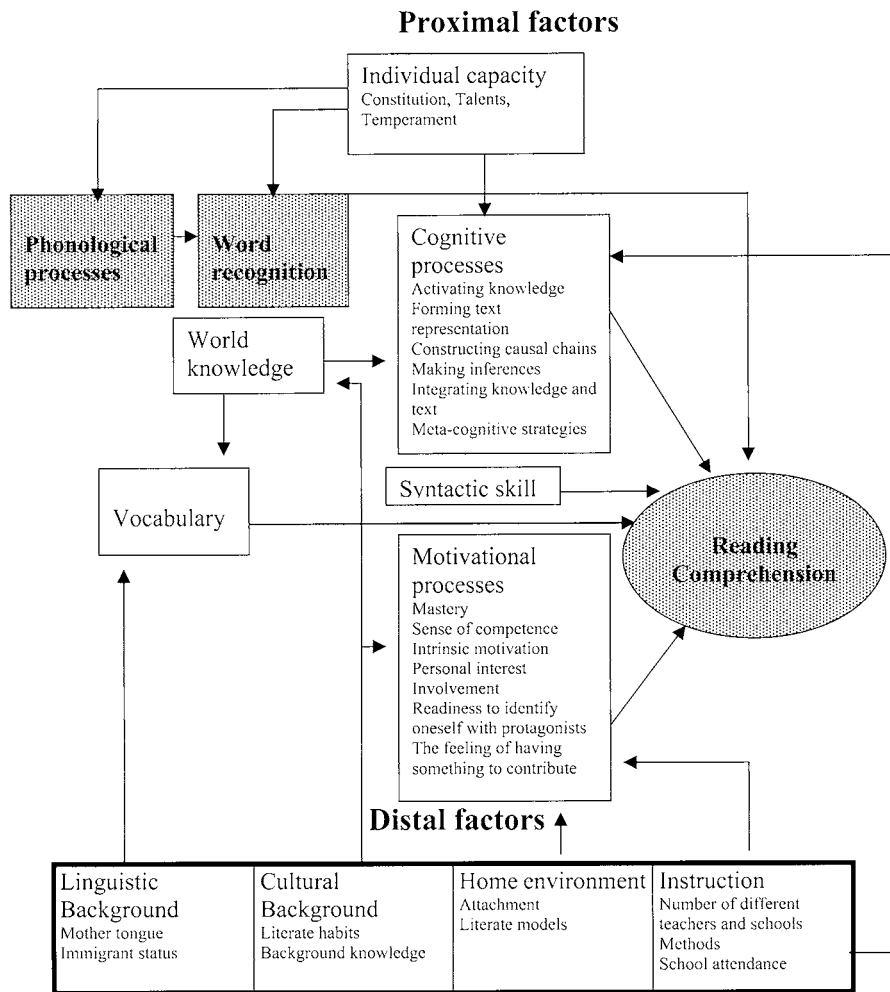 Proximal factors
Individual capacity
Constitution, Talents,
Temperament
Phonological
processes
Word
recognition
Cognitive
processes
Activating knowledge
Forming text
representation
Constructing causal chains
Making inferences
Integrating knowledge and
text
Meta-cognitive strategies
World
knowledge
Syntactic skill
Vocabulary
Reading
Comprehension
Motivational
processes
Mastery
Sense of competence
Intrinsic motivation
Personal interest
Involvement
Readiness to identify
oneself with protagonists
The feeling of having
something to contribute
Distal factors
Linguistic
Background
Mother tongue
Immigrant status
Cultural
Background
Literate habits
Background knowledge
Home environment
Attachment
Literate models
Instruction
Number of different
teachers and schools
Methods
School attendance